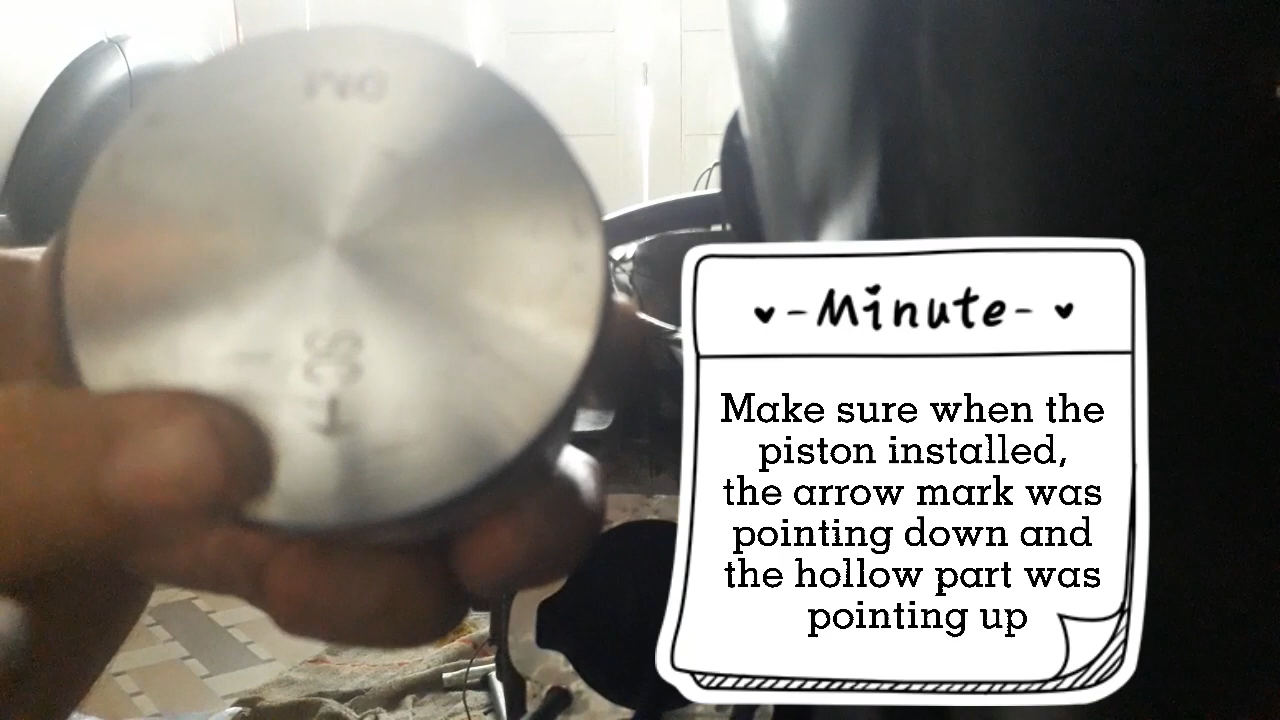 SC
- Minute -
Make sure when the
piston installed,
the arrow mark was
pointing down and
the hollow part was
pointing up